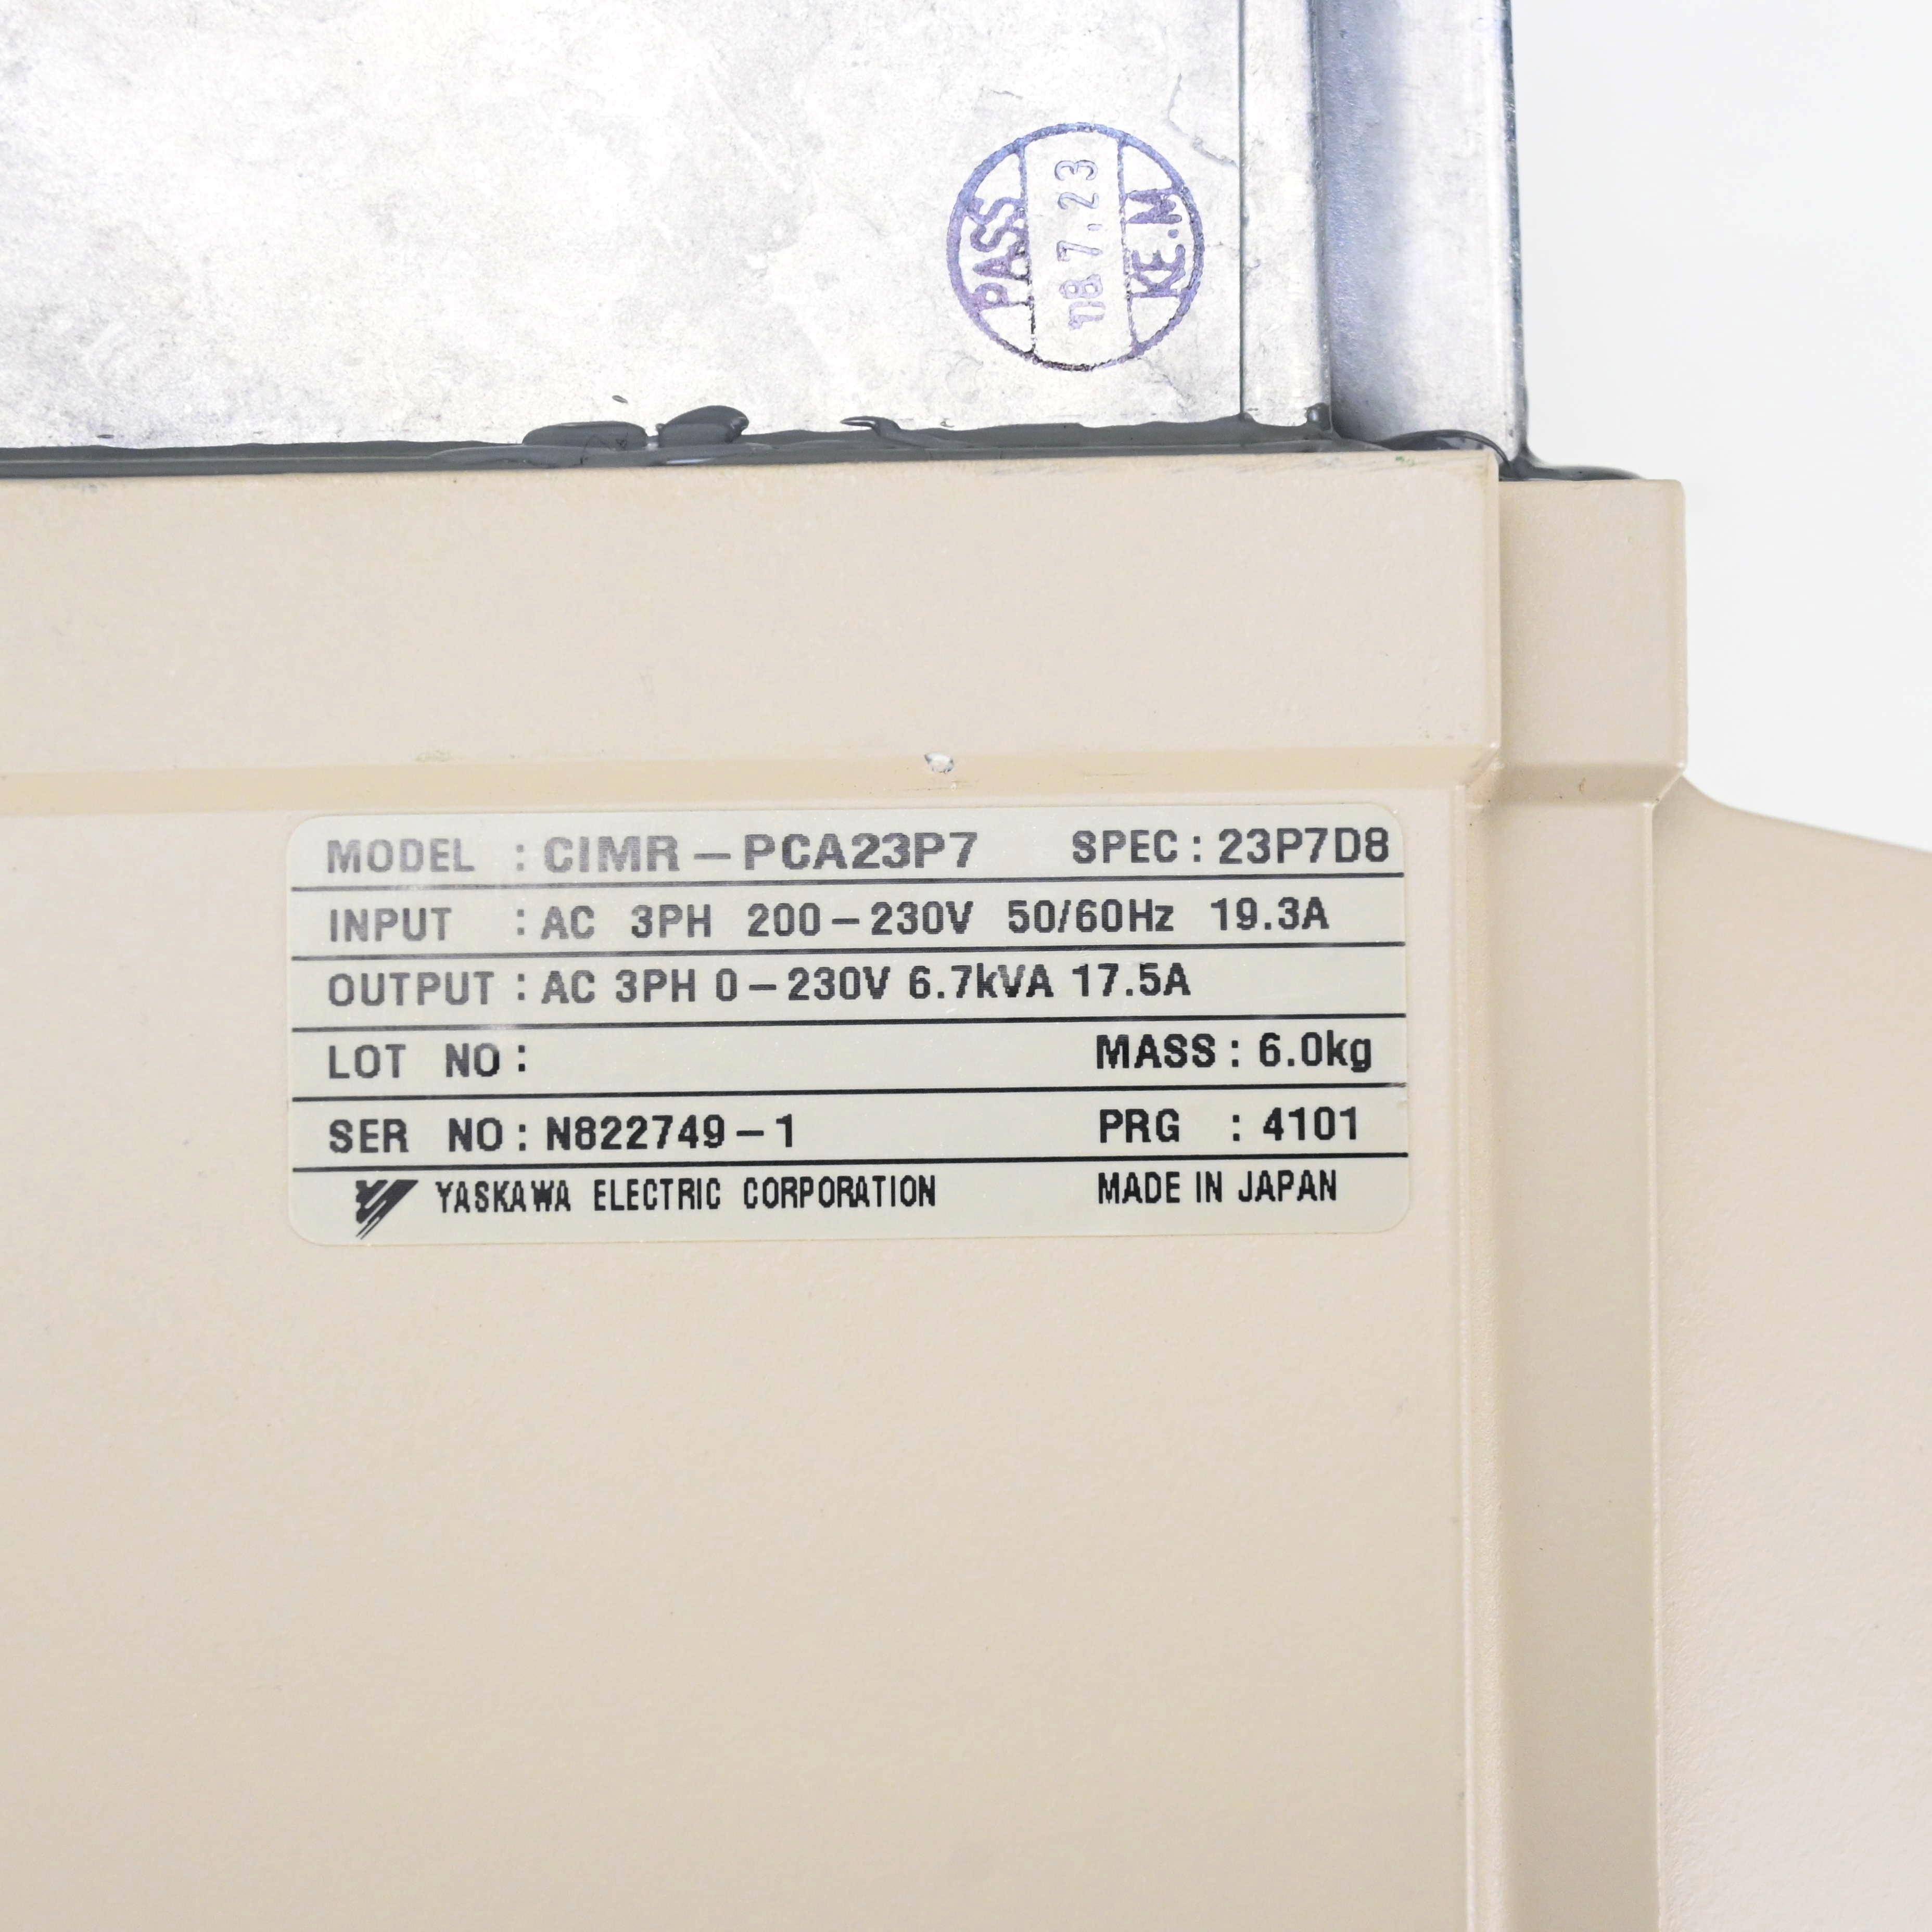 PASS
'18.7.23
KE.M
MODEL : CIMR-PCA23P7 SPEC: 23P7D8
INPUT : AC 3PH 200-230V 50/60Hz 19.3A
OUTPUT : AC 3PH 0-230V 6.7kVA 17.5A
LOT NO : MASS : 6.0kg
SER NO : N822749-1 PRG : 4101
YASKAWA ELECTRIC CORPORATION MADE IN JAPAN